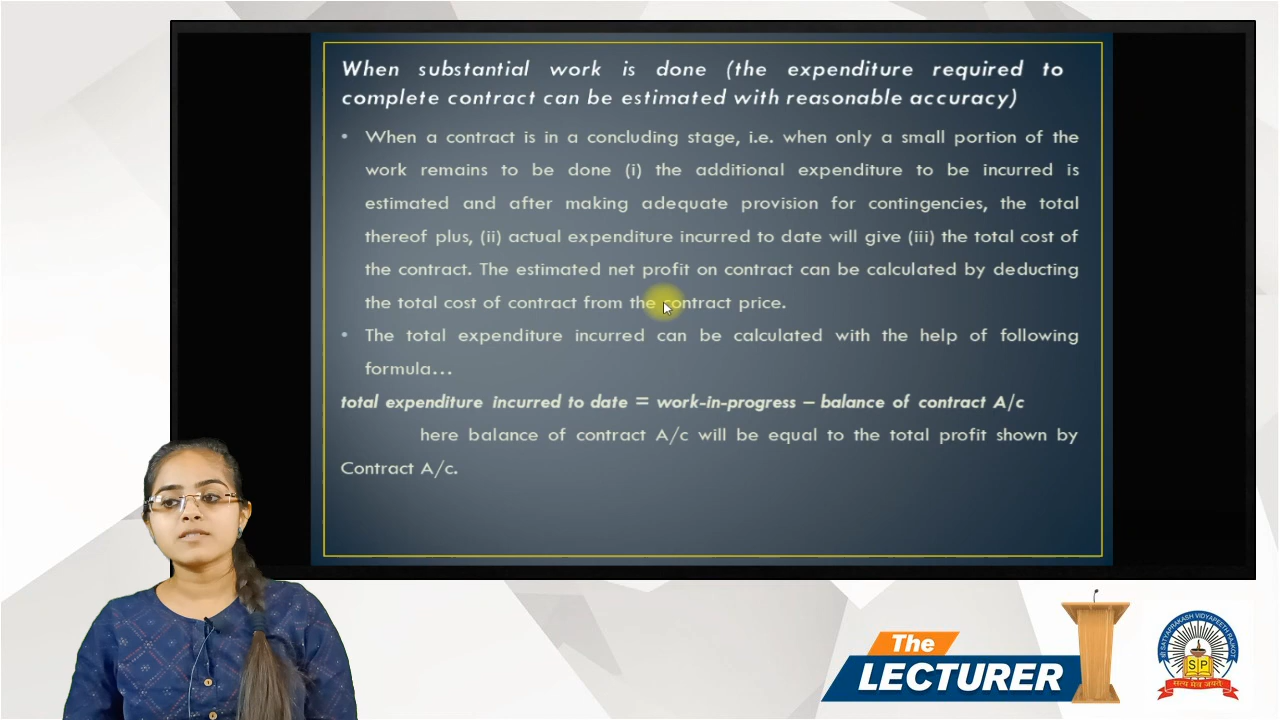 When substantial work is done (the expenditure required to
complete contract can be estimated with reasonable accuracy)
• When a contract is in a concluding stage, i.e. when only a small portion of the
work remains to be done (i) the additional expenditure to be incurred is
estimated and after making adequate provision for contingencies, the total
thereof plus, (ii) actual expenditure incurred to date will give (iii) the total cost of
the contract. The estimated net profit on contract can be calculated by deducting
the total cost of contract from the contract price.
• The total expenditure incurred can be calculated with the help of following
formula…
total expenditure incurred to date = work-in-progress – balance of contract A/c
here balance of contract A/c will be equal to the total profit shown by
Contract A/c.
The
LECTURER
SATYAPRAKASH VIDYAPEETH RAJKOT
SP
सत्य मेव जयते